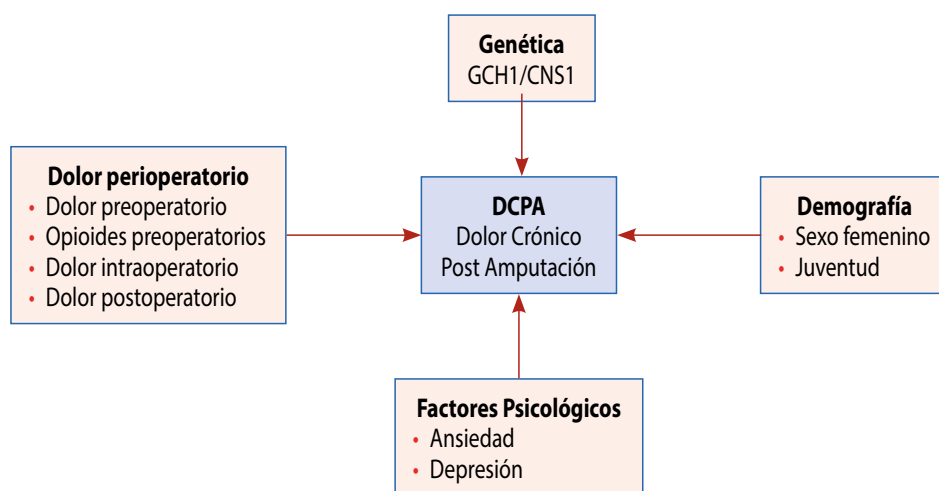 Genética
GCH1/CNS1
Dolor perioperatorio
• Dolor preoperatorio
• Opioides preoperatorios
• Dolor intraoperatorio
• Dolor postoperatorio
DCPA
Dolor Crónico
Post Amputación
Demografía
• Sexo femenino
• Juventud
Factores Psicológicos
• Ansiedad
• Depresión